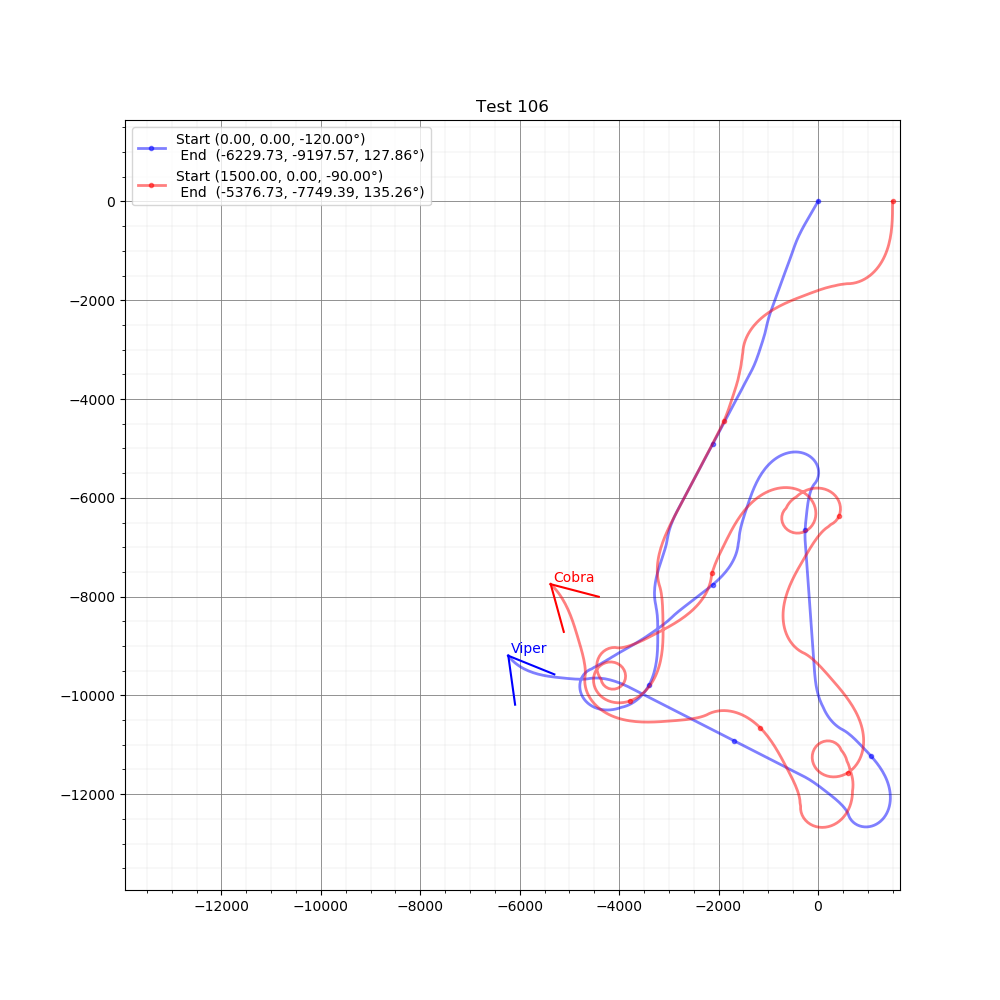 Test 106
Start (0.00, 0.00, -120.00°)
End (-6229.73, -9197.57, 127.86°)
Start (1500.00, 0.00, -90.00°)
End (-5376.73, -7749.39, 135.26°)
0
−2000
−4000
−6000
−8000
−10000
−12000
Cobra
Viper
−12000 −10000 −8000 −6000 −4000 −2000 0